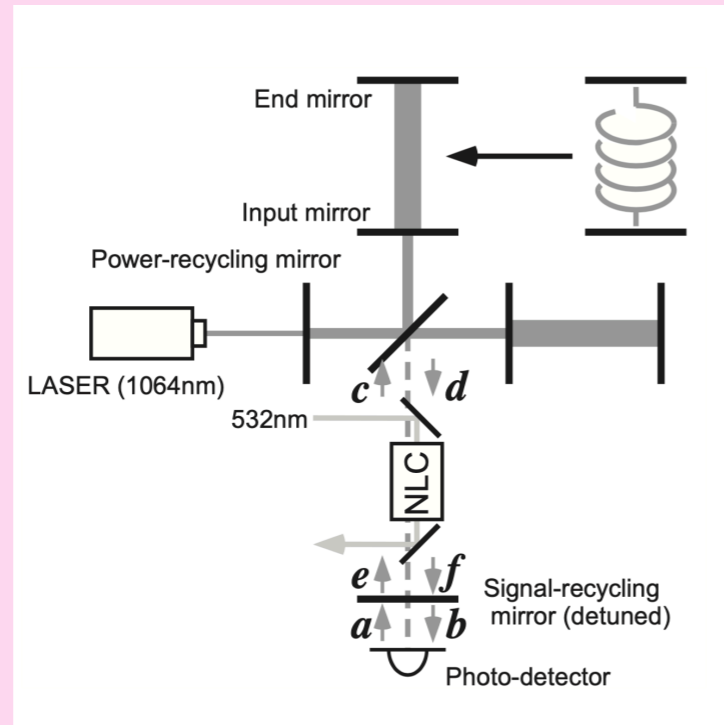 End mirror
Input mirror
Power-recycling mirror
LASER (1064nm)
c
d
532nm
NLC
e
f
Signal-recycling
mirror (detuned)
a
b
Photo-detector